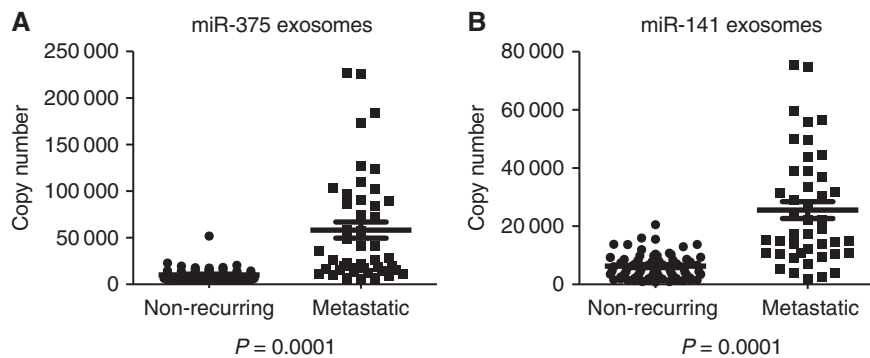 A
miR-375 exosomes
250 000
200 000
150 000
100 000
50 000
0
Copy number
Non-recurring
Metastatic
P = 0.0001
B
miR-141 exosomes
80 000
60 000
40 000
20 000
0
Copy number
Non-recurring
Metastatic
P = 0.0001